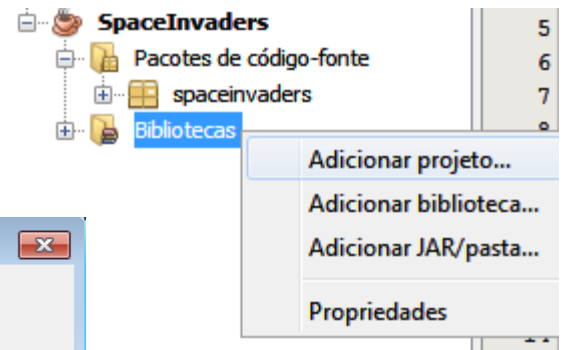 SpaceInvaders
Pacotes de código-fonte
spaceinvaders
Bibliotecas
Adicionar projeto...
Adicionar biblioteca...
Adicionar JAR/pasta...
Propriedades
5
6
7